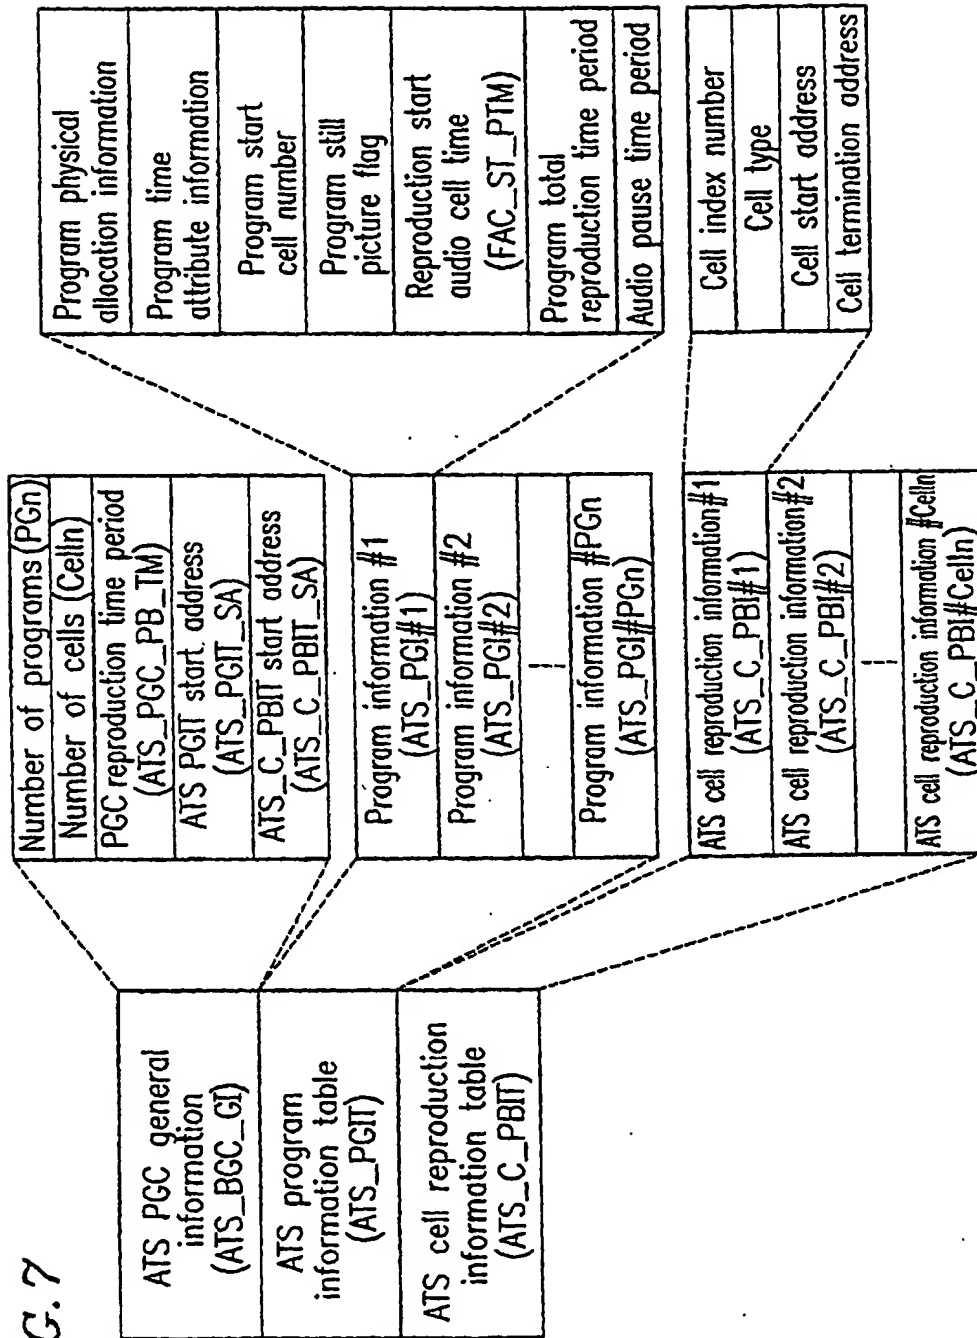 G. 7
ATS PGC general
information
(ATS_BGC_GI)
ATS program
information table
(ATS_PGIT)
ATS cell reproduction
information table
(ATS_C_PBIT)
Number of programs(PGn)
Number of cells (Celln)
PGC reproduction time period
(ATS_PGC_PB_TM)
ATS PGIT start address
(ATS_PGIT_SA)
ATS_C_PBIT start address
(ATS_C_PBIT_SA)
Program information #1
(ATS_PGI#1)
Program information #2
(ATS_PGI#2)
Program information #PGn
(ATS_PGI#PGn)
ATS cell reproduction information#1
(ATS_C_PBI#1)
ATS cell reproduction information#2
(ATS_C_PBI#2)
ATS cell reproduction information #Celln
(ATS_C_PBI#Celln)
Program physical
allocation information
Program time
attribute information
Program start
cell number
Program still
picture flag
Reproduction start
audio cell time
(FAC_ST_PTM)
Program total
reproduction time period
Audio pause time period
Cell index number
Cell type
Cell start address
Cell termination address